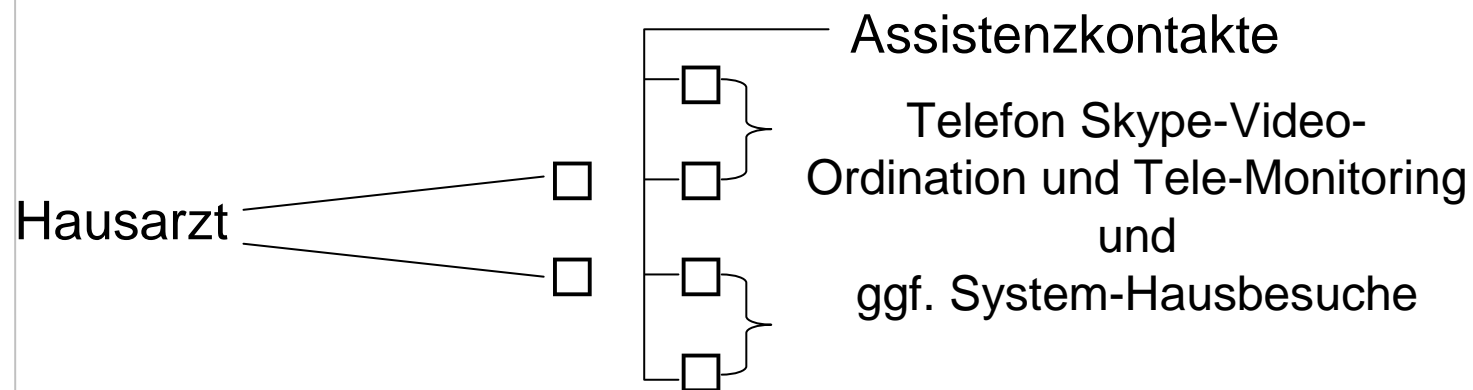 Assistenzkontakte
Telefon Skype-Video-
Ordination und Tele-Monitoring
und
ggf. System-Hausbesuche
Hausarzt